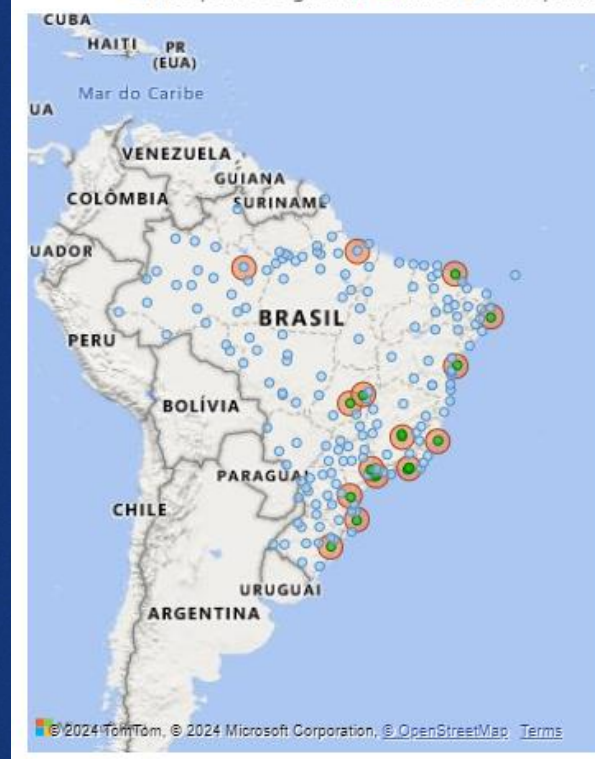 CUBA
HAITI PR
(EUA)
Mar do Caribe
UA
VENEZUELA
GUIANA
COLÔMBIA
SURINAME
UADOR
BRASIL
PERU
BOLÍVIA
PARAGUAI
CHILE
URUGUAI
ARGENTINA
© 2024 TomTom, © 2024 Microsoft Corporation, © OpenStreetMap Terms